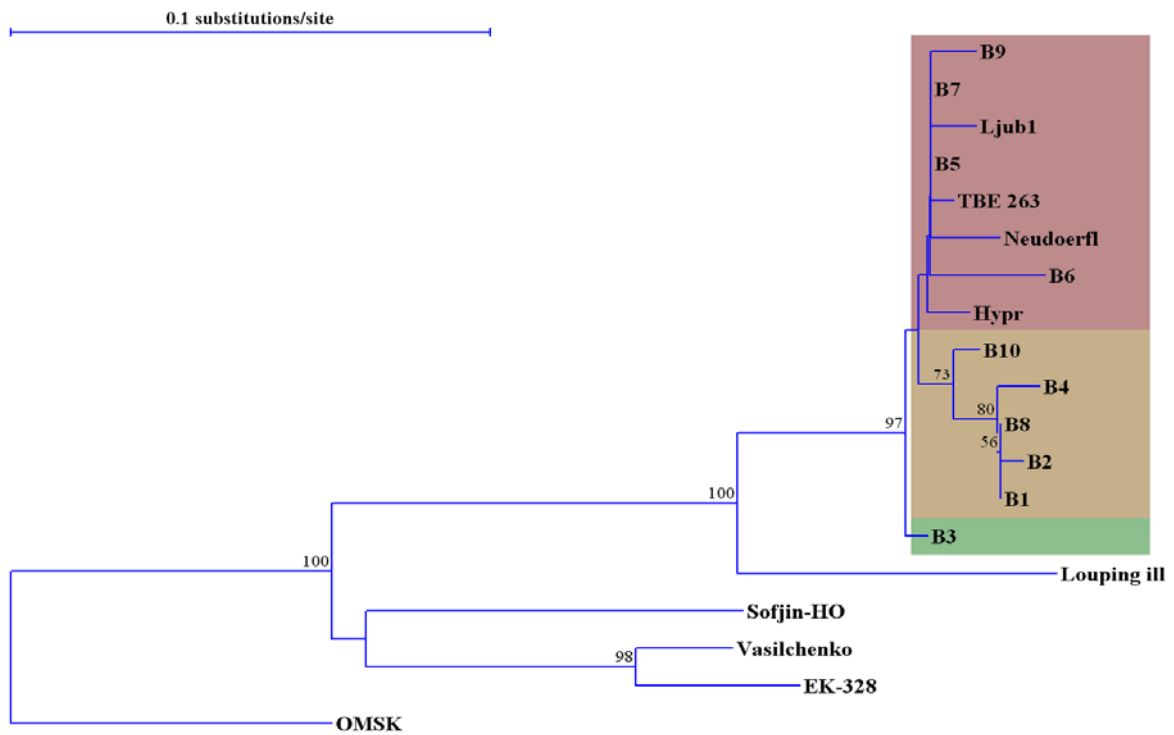 0.1 substitutions/site
B9
B7
Ljub1
B5
TBE 263
Neudoerfl
B6
Hypr
B10
73
B4
80
B8
56
B2
B1
97
B3
100
Louping ill
100
Sofjin-HO
Vasilchenko
98
EK-328
OMSK